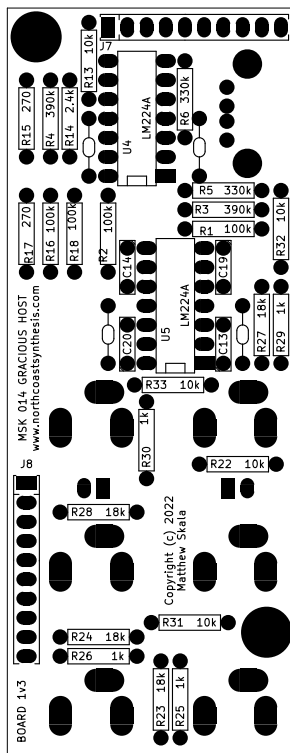 J7
R13 10k
R15 270
R4 390k
R14 2.4k
U4
LM224A
R6 330k
R5 330k
R3 390k
R1 100k
R17 270
R16 100k
R18 100k
R2 100k
R32 10k
C14
C19
LM224A
U5
C20
C13
R27 18k
R29 1k
MSK 014 GRACIOUS HOST
www.northcoastsynthesis.com
R33 10k
R30 1k
J8
R22 10k
R28 18k
Copyright (c) 2022
Matthew Skala
R31 10k
R24 18k
R26 1k
R23 18k
R25 1k
BOARD 1v3